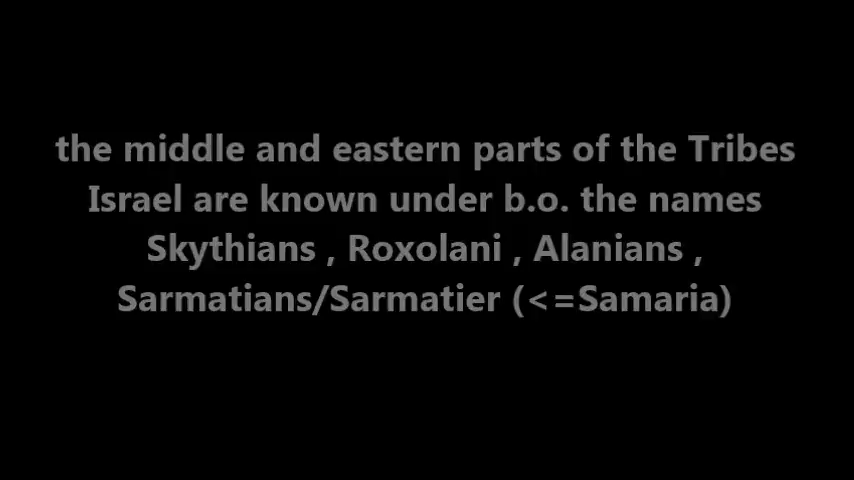 the middle and eastern parts of the Tribes
Israel are known under b.o. the names
Skythians , Roxolani , Alanians ,
Sarmatians/Sarmatier (<=Samaria)